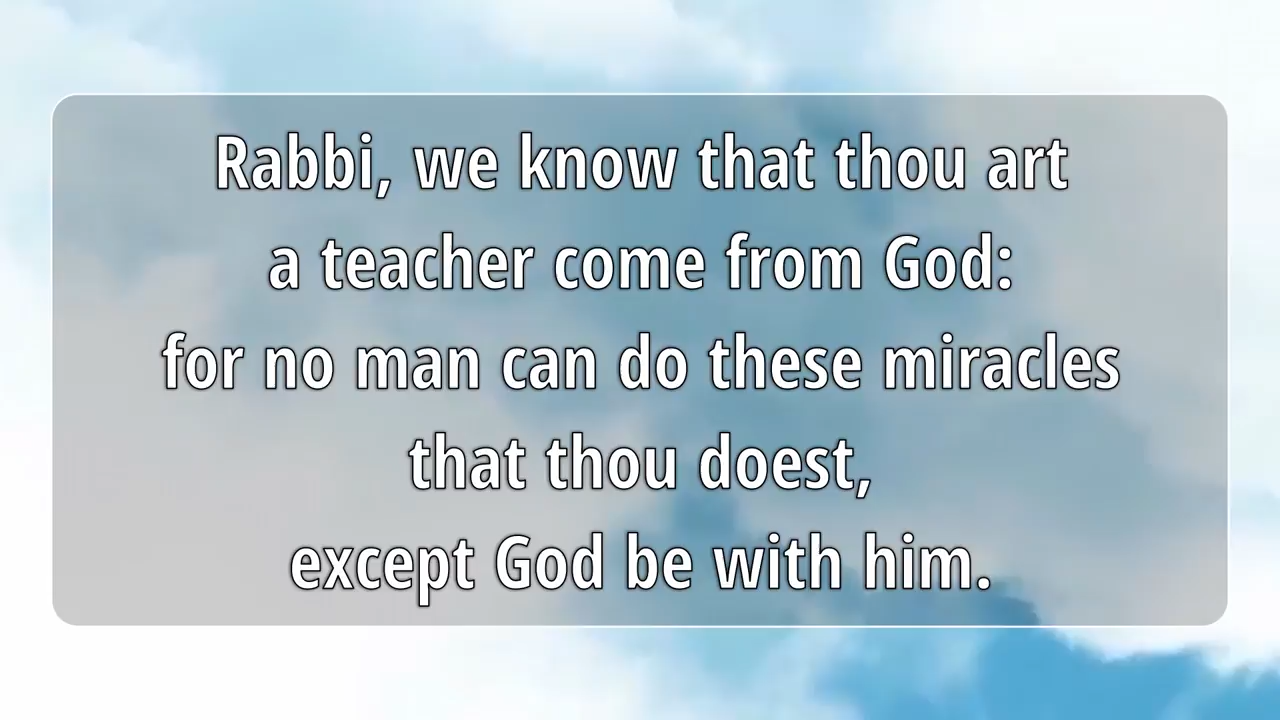 Rabbi, we know that thou art
a teacher come from God:
for no man can do these miracles
that thou doest,
except God be with him.